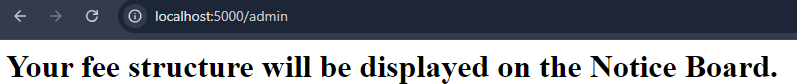 localhost:5000/admin
Your fee structure will be displayed on the Notice Board.